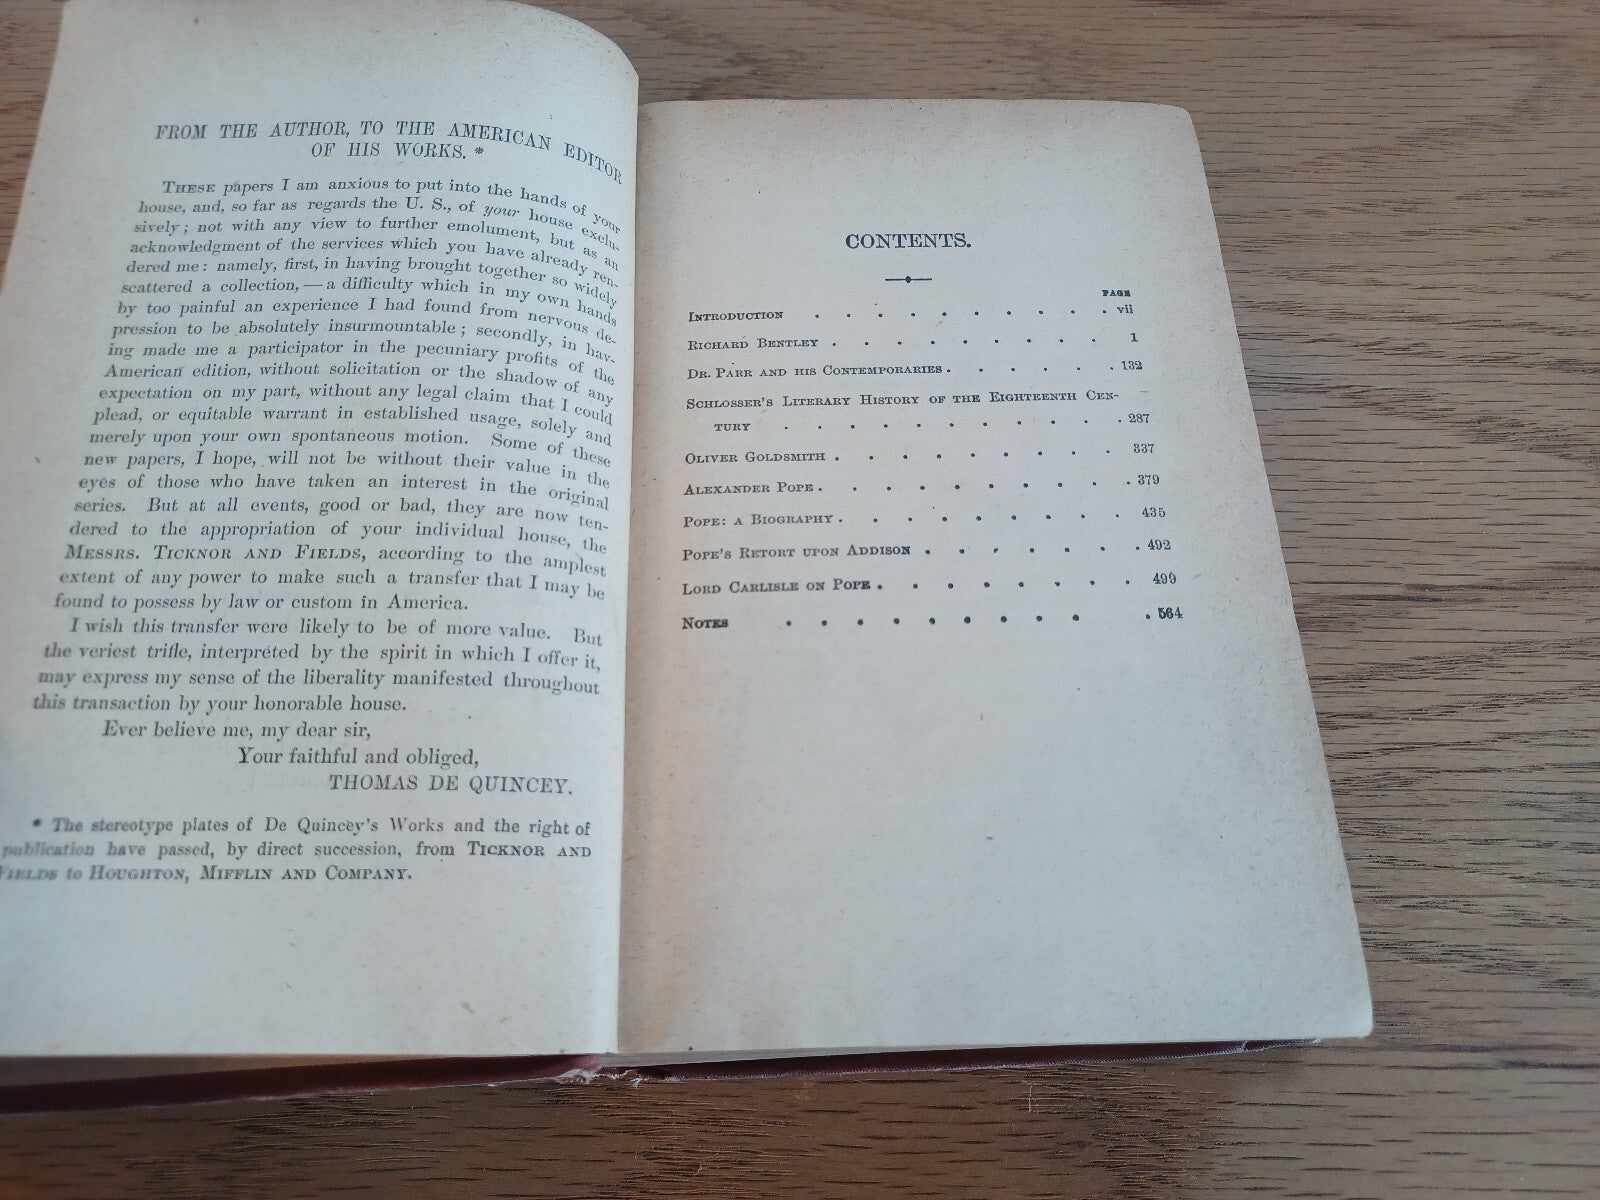 FROM THE AUTHOR, TO THE AMERICAN EDITOR
OF HIS WORKS.*
THESE papers I am anxious to put into the hands of your
house, and, so far as regards the U. S., of your house exclu-
sively; not with any view to further emolument, but as an
acknowledgment of the services which you have already ren-
dered me: namely, first, in having brought together so widely
scattered a collection,—a difficulty which in my own hands
by too painful an experience I had found from nervous de-
pression to be absolutely insurmountable; secondly, in hav-
ing made me a participator in the pecuniary profits of the
American edition, without solicitation or the shadow of any
expectation on my part, without any legal claim that I could
plead, or equitable warrant in established usage, solely and
merely upon your own spontaneous motion. Some of these
new papers, I hope, will not be without their value in the
eyes of those who have taken an interest in the original
series. But at all events, good or bad, they are now ten-
dered to the appropriation of your individual house, the
MESSRS. TICKNOR AND FIELDS, according to the amplest
extent of any power to make such a transfer that I may be
found to possess by law or custom in America.
I wish this transfer were likely to be of more value. But
the veriest trifle, interpreted by the spirit in which I offer it,
may express my sense of the liberality manifested throughout
this transaction by your honorable house.
Ever believe me, my dear sir,
Your faithful and obliged,
THOMAS DE QUINCEY.
* The stereotype plates of De Quincey's Works and the right of
publication have passed, by direct succession, from TICKNOR AND
FIELDS to HOUGHTON, MIFFLIN AND COMPANY.
CONTENTS.
PAGE
INTRODUCTION . . . . . . . . . . vii
RICHARD BENTLEY . . . . . . . . . 1
DR. PARR AND HIS CONTEMPORARIES . . . . . . 132
SCHLOSSER'S LITERARY HISTORY OF THE EIGHTEENTH CEN-
TURY . . . . . . . . . . . 287
OLIVER GOLDSMITH . . . . . . . . . 337
ALEXANDER POPE . . . . . . . . . . 379
POPE: A BIOGRAPHY . . . . . . . . . 435
POPE'S RETORT UPON ADDISON . . . . . . . 492
LORD CARLISLE ON POPE . . . . . . . . 499
NOTES . . . . . . . . . . 564